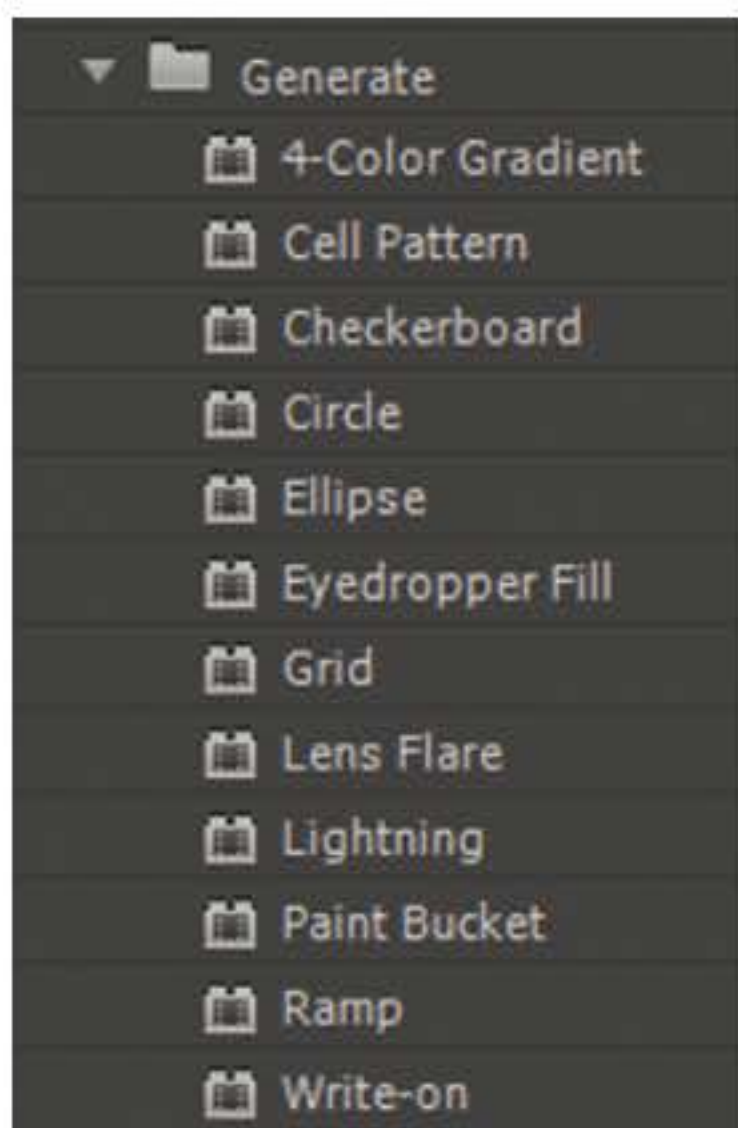 Generate
4-Color Gradient
Cell Pattern
Checkerboard
Circle
Ellipse
Eyedropper Fill
Grid
Lens Flare
Lightning
Paint Bucket
Ramp
Write-on